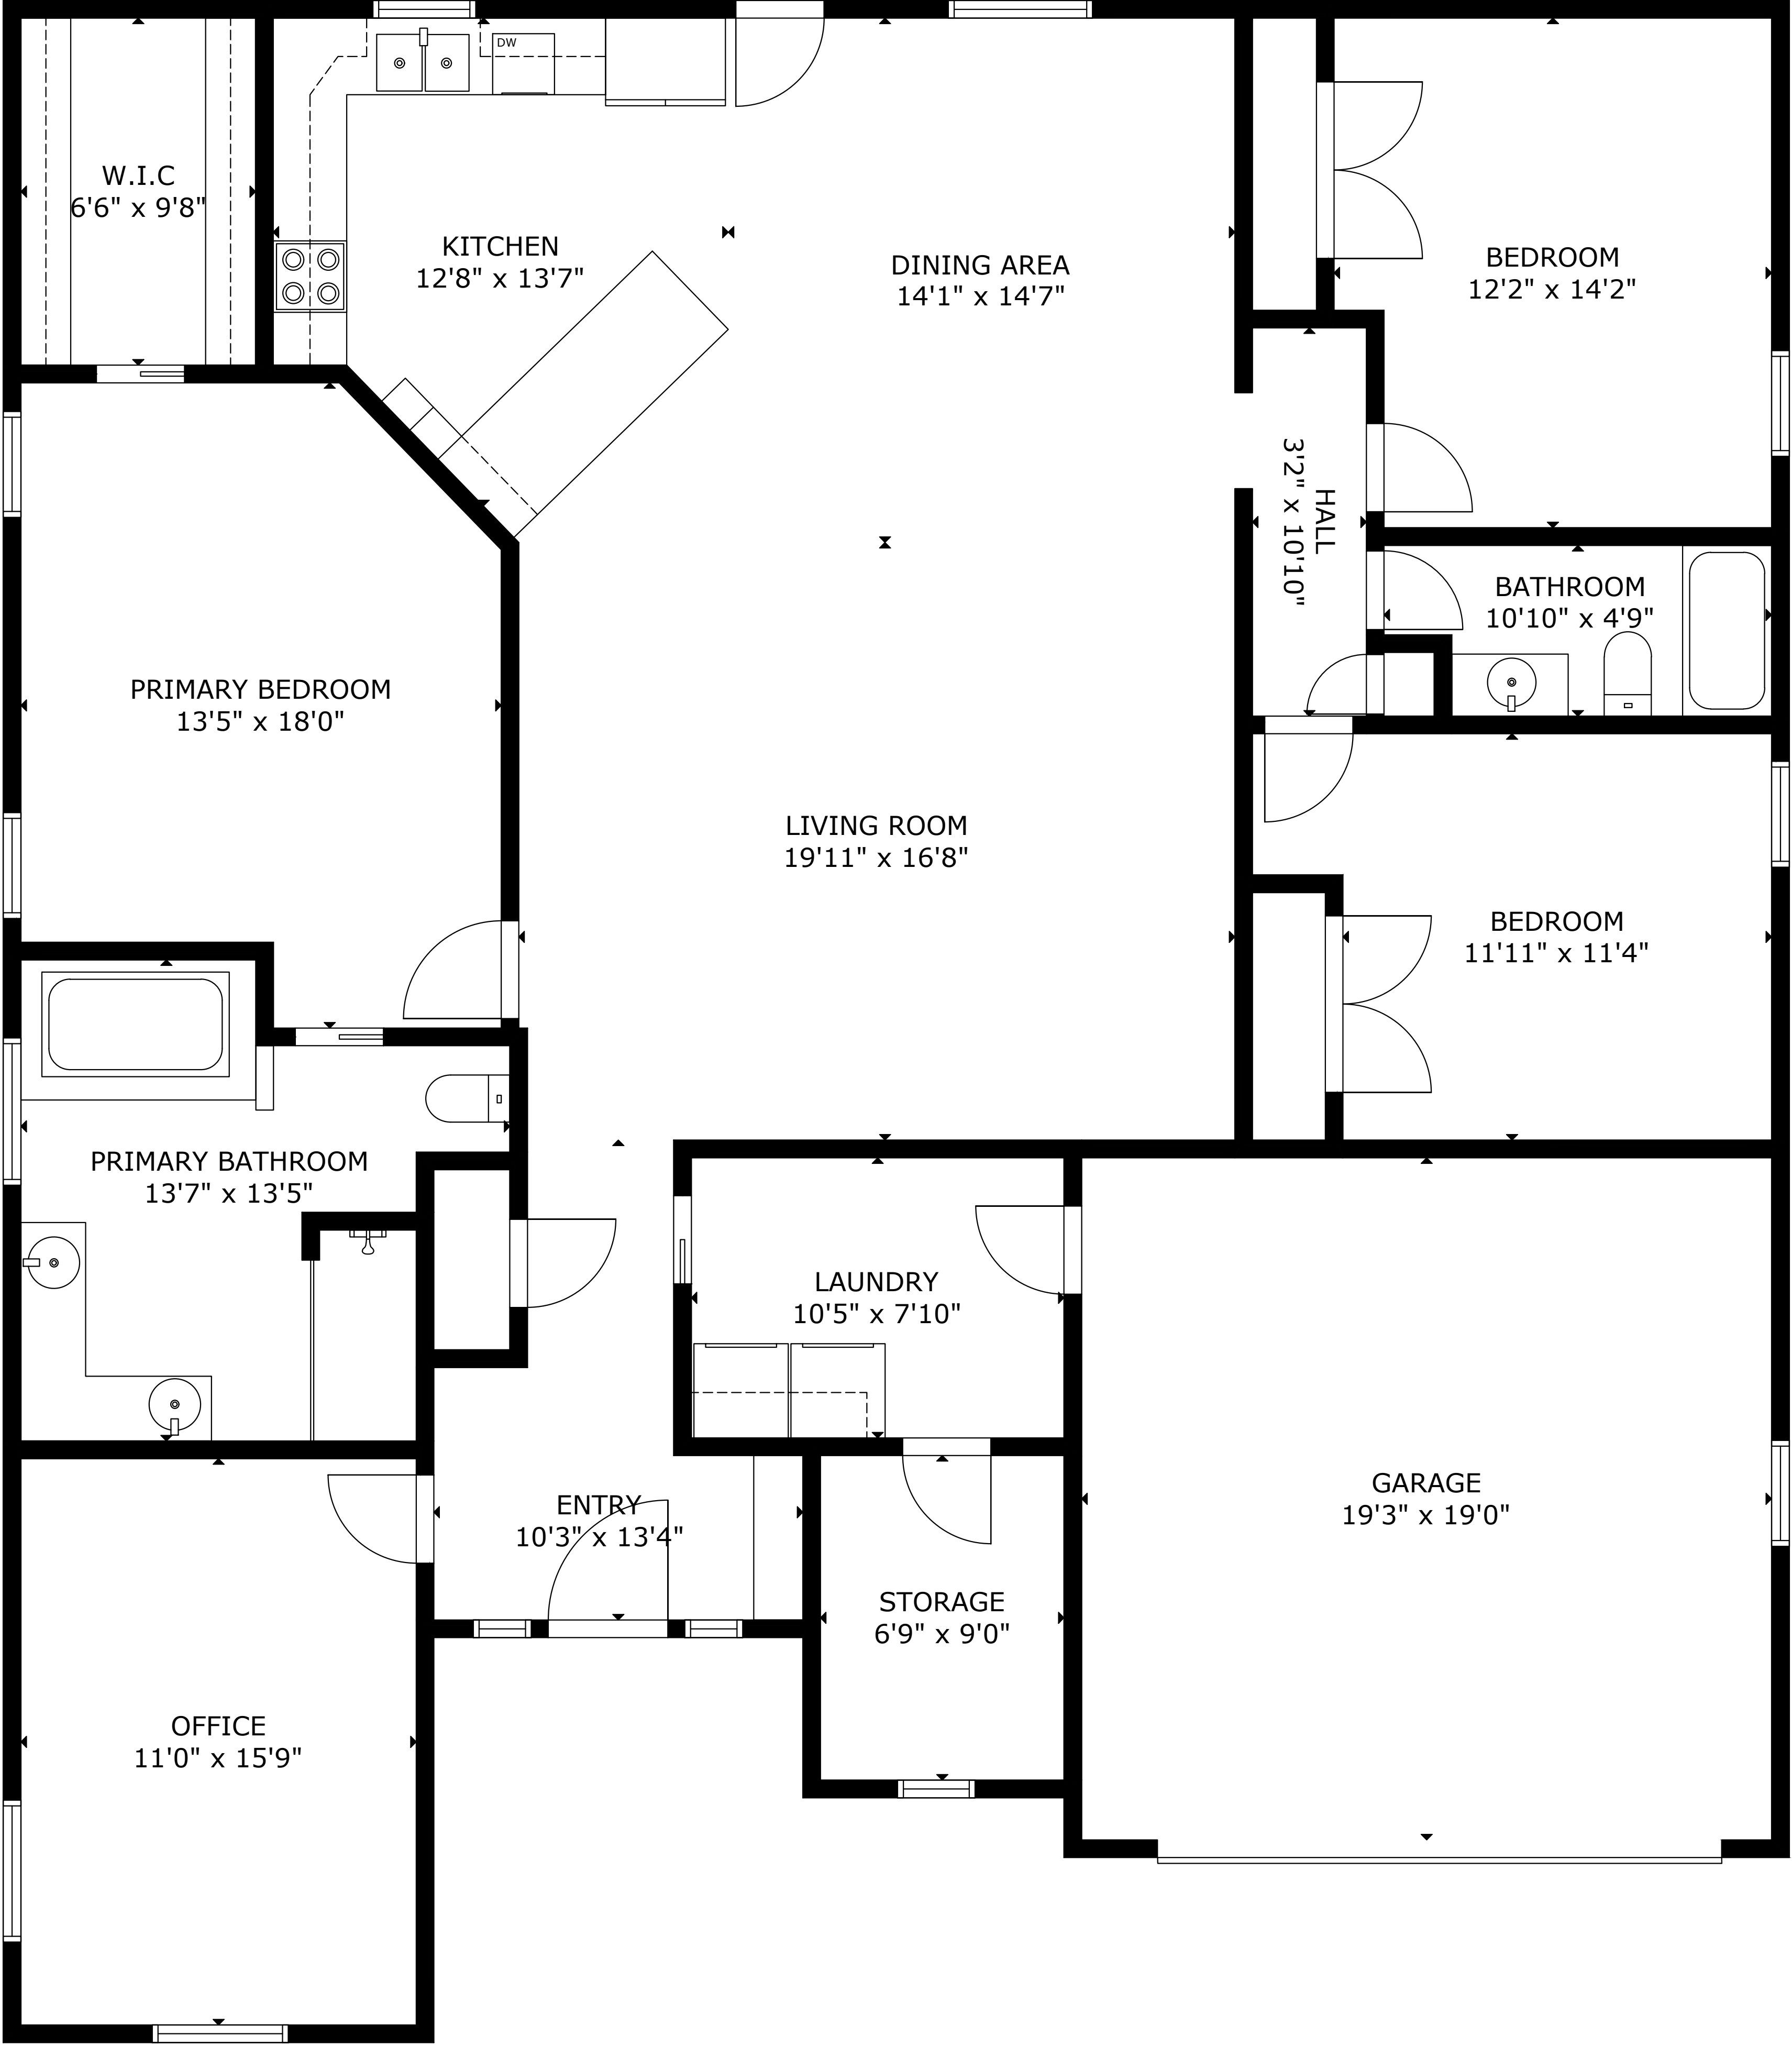 DW
W.I.C
6'6" x 9'8"
KITCHEN
12'8" x 13'7"
DINING AREA
14'1" x 14'7"
BEDROOM
12'2" x 14'2"
HALL
3'2" x 10'10"
BATHROOM
10'10" x 4'9"
PRIMARY BEDROOM
13'5" x 18'0"
LIVING ROOM
19'11" x 16'8"
BEDROOM
11'11" x 11'4"
PRIMARY BATHROOM
13'7" x 13'5"
LAUNDRY
10'5" x 7'10"
GARAGE
19'3" x 19'0"
ENTRY
10'3" x 13'4"
STORAGE
6'9" x 9'0"
OFFICE
11'0" x 15'9"